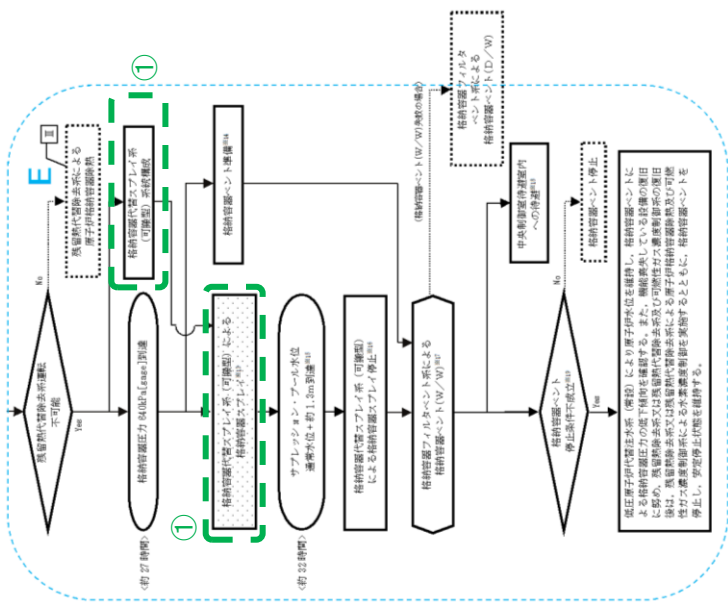 残留熱代替除去系運転
不可能
No
Yes
E
Ⅲ
残留熱代替除去系による
原子炉格納容器除熱
①
格納容器代替スプレイ系
(可搬型)系統構成
<約27時間>
格納容器圧力 640kPa[gage]到達
格納容器ベント準備※14
①
格納容器代替スプレイ系(可搬型)による
格納容器スプレイ
<約32時間>
サプレッション・プール水位
通常水位+約1.3m到達
格納容器代替スプレイ系(可搬型)
による格納容器スプレイ停止
格納容器フィルタベント系による
格納容器ベント(W/W)※17
(格納容器ベント(W/W)失敗の場合)
格納容器フィルタ
ベント系による
格納容器ベント(D/W)
中央制御室待避室内
への待避
格納容器ベント
停止条件不成立
No
Yes
格納容器ベント停止
低圧原子炉代替注水系(常設)により原子炉水位を維持し、格納容器ベントに
よる格納容器圧力の低下傾向を確認する。また、機能喪失している設備の復旧
に努め、残留熱除去系又は残留熱代替除去系及び可燃性ガス濃度制御系の復旧
後は、残留熱除去系又は残留熱代替除去系による原子炉格納容器除熱及び可燃
性ガス濃度制御系による水素濃度制御を実施するとともに、格納容器ベントを
停止し、安定停止状態を維持する。